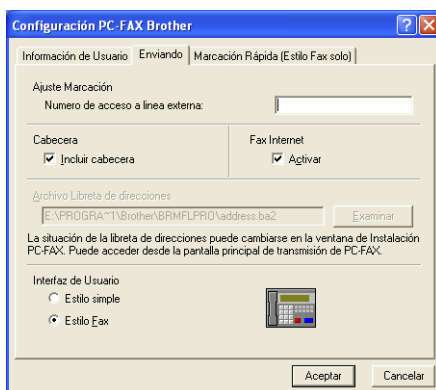 Configuración PC-FAX Brother
Información de Usuario Enviando Marcación Rápida (Estilo Fax solo)
Ajuste Marcación
Numero de acceso a linea externa:
Cabecera Fax Internet
Incluir cabecera Activar
Archivo Libreta de direcciones
E:\PROGRA~1\Brother\BRMFLPRO\address.ba2 Examinar
La situación de la libreta de direcciones puede cambiarse en la ventana de Instalación
PC-FAX. Puede acceder desde la pantalla principal de transmisión de PC-FAX.
Interfaz de Usuario
Estilo simple
Estilo Fax
Aceptar Cancelar